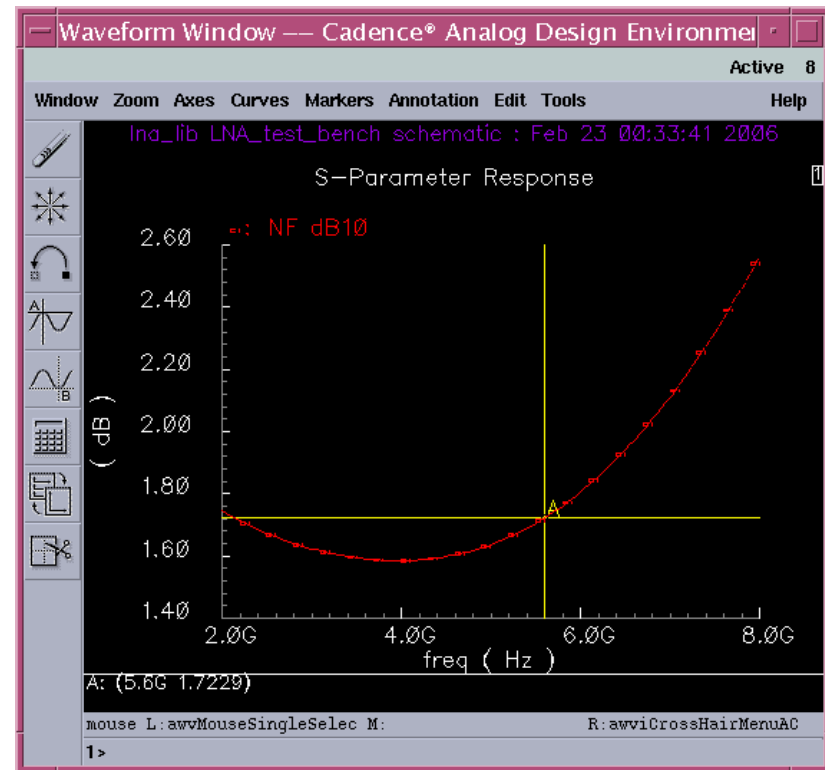 Waveform Window –– Cadence® Analog Design Environme
Active 8
Window Zoom Axes Curves Markers Annotation Edit Tools Help
lna_lib LNA_test_bench schematic : Feb 23 00:33:41 2006
S–Parameter Response
1
: NF dB10
2.60
2.40
2.20
2.00
1.80
1.60
1.40
( dB )
A
B
A
2.0G 4.0G 6.0G 8.0G
freq ( Hz )
A: (5.6G 1.7229)
mouse L:awvMouseSingleSelec M: R:awviCrossHairMenuAC
1>